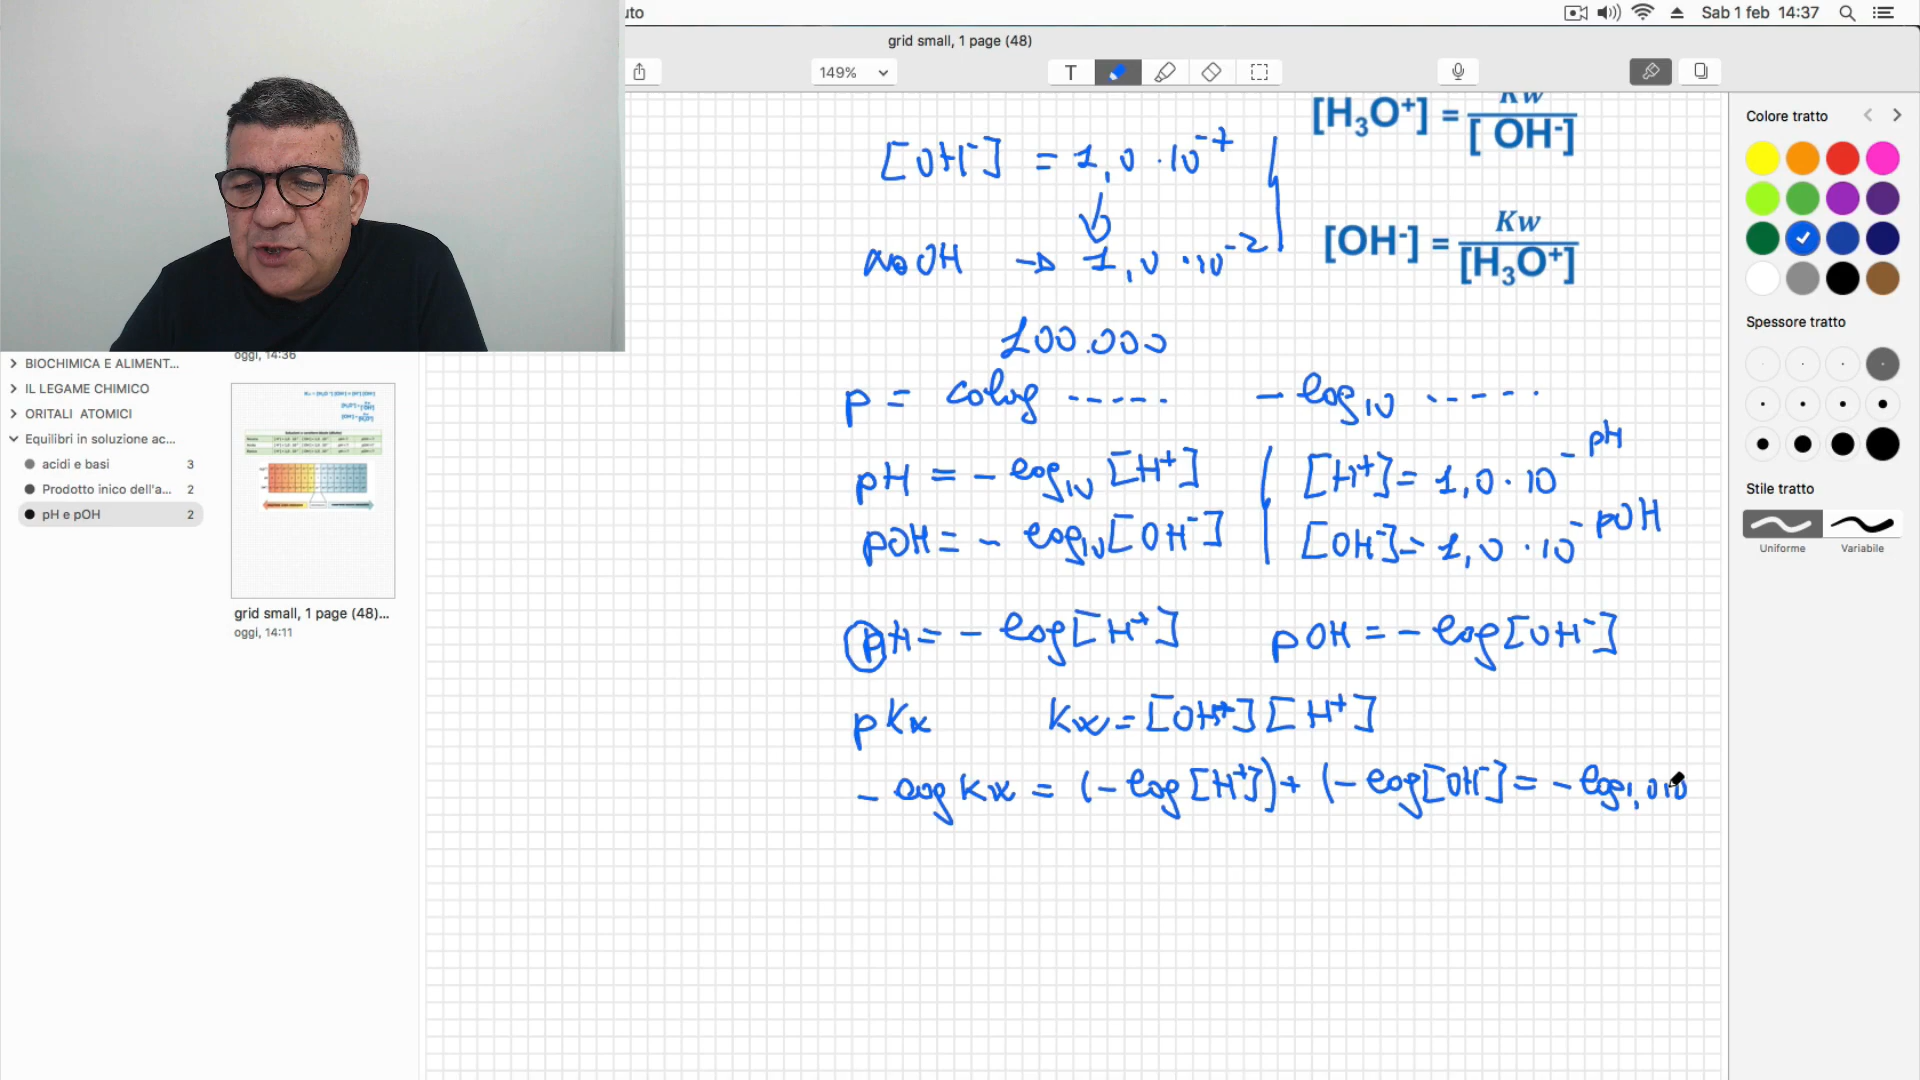 uto
Sab 1 feb 14:37
grid small, 1 page (48)
149%
T
[H3O+] = Kw / [ OH-]
[OH-] = 1,0 · 10^-7
[OH-] = Kw / [H3O+]
NaOH → 1,0 · 10^-2
100.000
p = colog ----- - log10 -----
pH = - log10 [H+] [H+] = 1,0 · 10^-pH
pOH = - log10 [OH-] [OH-] = 1,0 · 10^-pOH
pH = - log [H+] pOH = - log [OH-]
pKw Kw = [OH+] [H+]
- log Kw = (- log [H+]) + (- log [OH-] = - log 1,0 10
oggi, 14:36
BIOCHIMICA E ALIMENT...
IL LEGAME CHIMICO
ORITALI ATOMICI
Equilibri in soluzione ac...
acidi e basi 3
Prodotto inico dell'a... 2
pH e pOH 2
grid small, 1 page (48)...
oggi, 14:11
Colore tratto
Spessore tratto
Stile tratto
Uniforme
Variabile